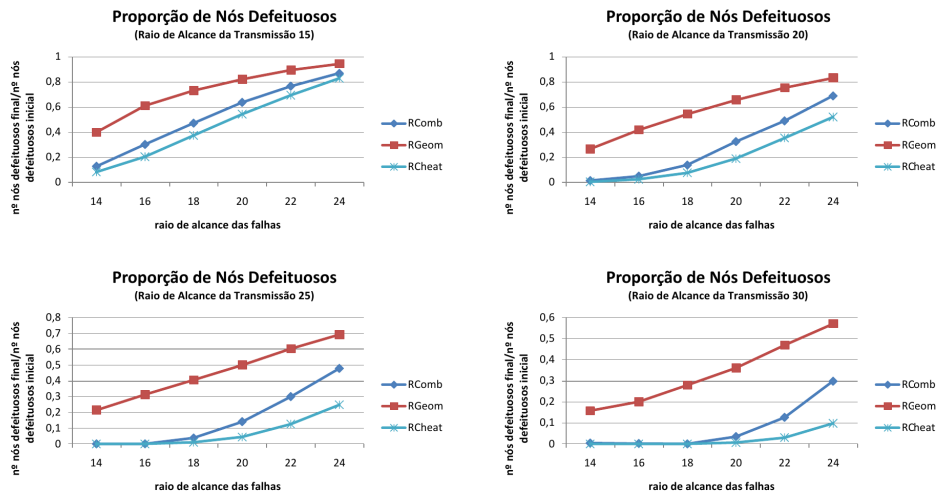 Proporção de Nós Defeituosos
(Raio de Alcance da Transmissão 15)
nº nós defeituosos final/nº nós
defeituosos inicial
1
0,8
0,6
0,4
0,2
0
14 16 18 20 22 24
raio de alcance das falhas
RComb
RGeom
RCheat
Proporção de Nós Defeituosos
(Raio de Alcance da Transmissão 20)
nº nós defeituosos final/nº nós
defeituosos inicial
1
0,8
0,6
0,4
0,2
0
14 16 18 20 22 24
raio de alcance das falhas
RComb
RGeom
RCheat
Proporção de Nós Defeituosos
(Raio de Alcance da Transmissão 25)
nº nós defeituosos final/nº nós
defeituosos inicial
0,8
0,7
0,6
0,5
0,4
0,3
0,2
0,1
0
14 16 18 20 22 24
raio de alcance das falhas
RComb
RGeom
RCheat
Proporção de Nós Defeituosos
(Raio de Alcance da Transmissão 30)
nº nós defeituosos final/nº nós
defeituosos inicial
0,6
0,5
0,4
0,3
0,2
0,1
0
14 16 18 20 22 24
raio de alcance das falhas
RComb
RGeom
RCheat